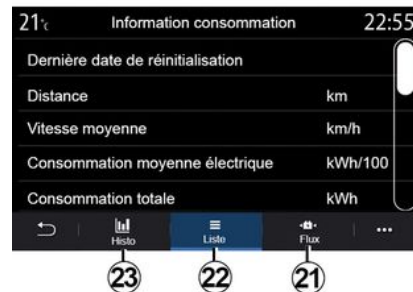 21°c Information consommation 22:55
Dernière date de réinitialisation
Distance km
Vitesse moyenne km/h
Consommation moyenne électrique kWh/100
Consommation totale kWh
Histo Liste Flux
23 22 21